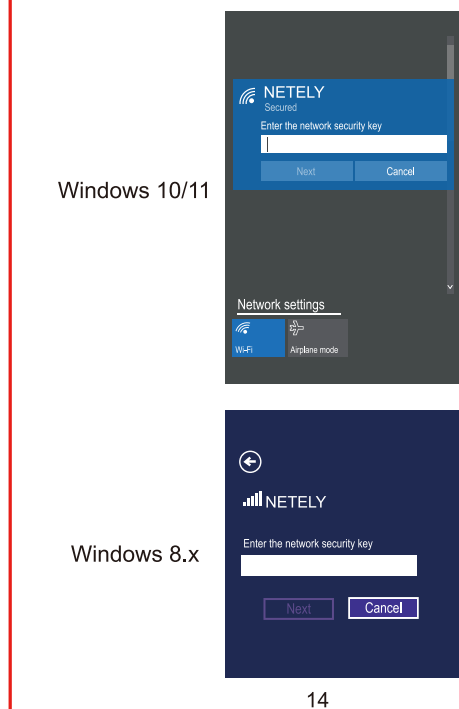 NETELY
Secured
Enter the network security key
Next Cancel
Windows 10/11
Network settings
Wi-Fi Airplane mode
NETELY
Enter the network security key
Windows 8.x
Next Cancel
14